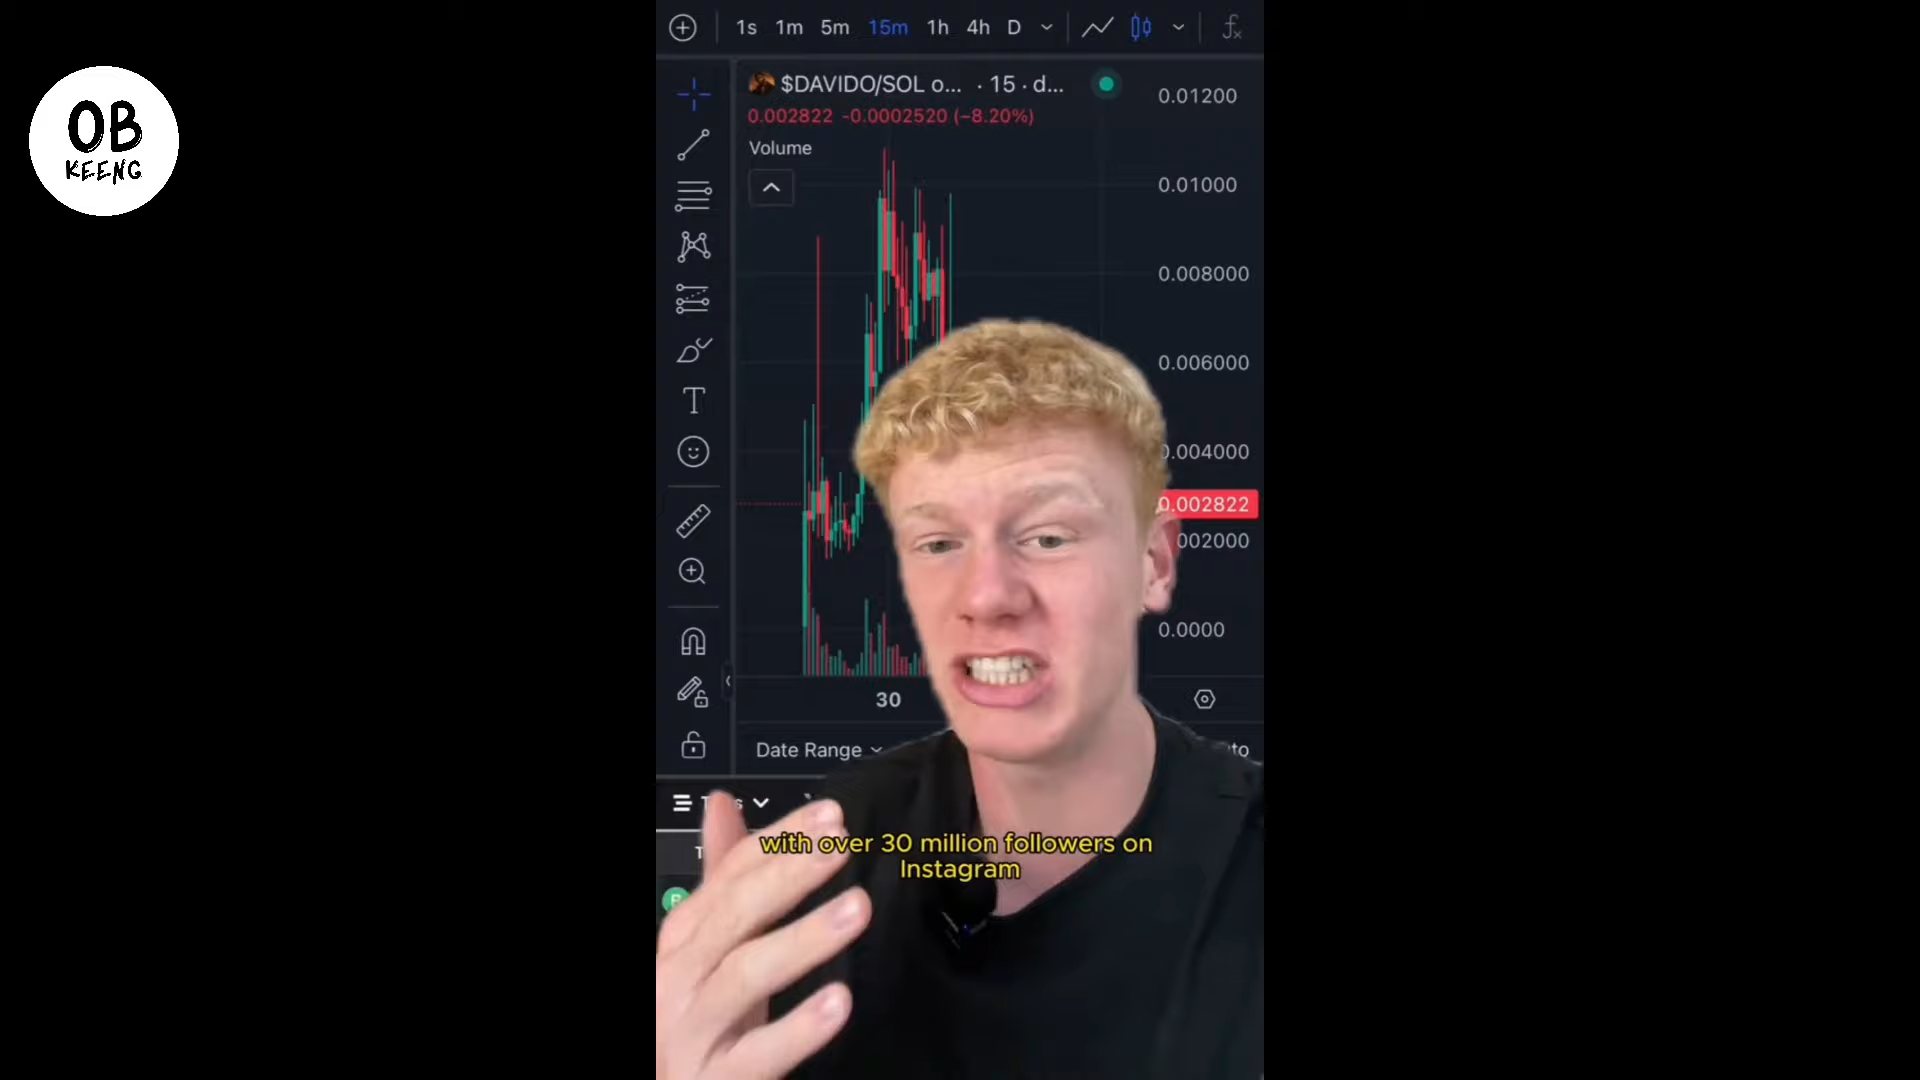 OB
KEENG
1s 1m 5m 15m 1h 4h D
$DAVIDO/SOL o... · 15 · d...
0.002822 -0.0002520 (−8.20%)
Volume
0.01200
0.01000
0.008000
0.006000
0.004000
0.002822
002000
0.0000
30
Date Range
with over 30 million followers on
Instagram